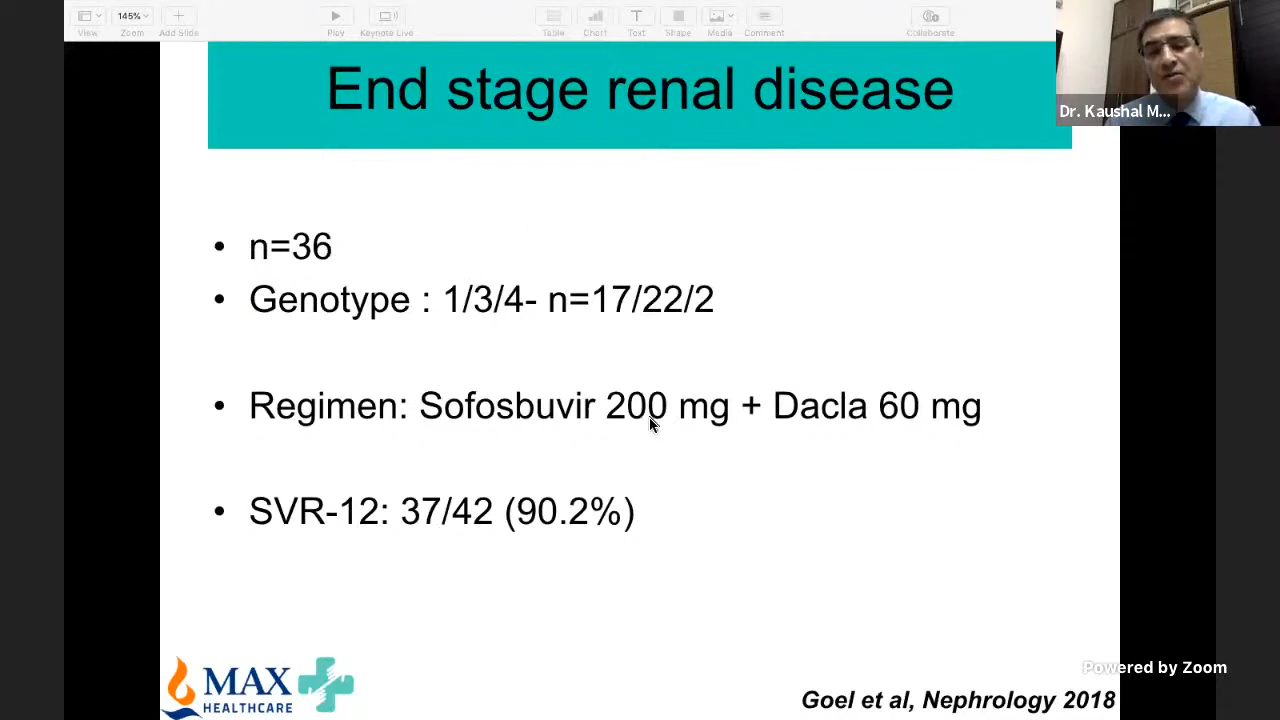 145%
View
Zoom
Add Slide
Play
Keynote Live
Table
Chart
Text
Shape
Media
Comment
Collaborate
Dr. Kaushal M...
End stage renal disease
• n=36
• Genotype : 1/3/4- n=17/22/2
• Regimen: Sofosbuvir 200 mg + Dacla 60 mg
• SVR-12: 37/42 (90.2%)
MAX
HEALTHCARE
Powered by Zoom
Goel et al, Nephrology 2018